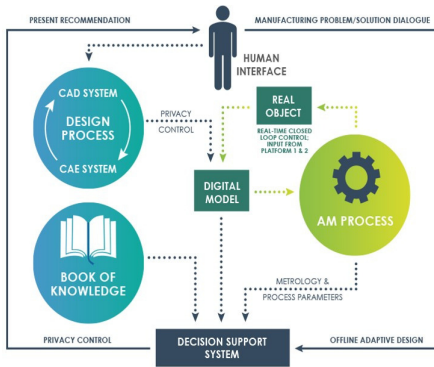 PRESENT RECOMMENDATION
MANUFACTURING PROBLEM/SOLUTION DIALOGUE
HUMAN
INTERFACE
CAD SYSTEM
DESIGN
PROCESS
CAE SYSTEM
PRIVACY
CONTROL
REAL
OBJECT
REAL-TIME CLOSED
LOOP CONTROL;
INPUT FROM
PLATFORM 1 & 2
DIGITAL
MODEL
AM PROCESS
BOOK OF
KNOWLEDGE
METROLOGY &
PROCESS PARAMETERS
PRIVACY CONTROL
DECISION SUPPORT
SYSTEM
OFFLINE ADAPTIVE DESIGN